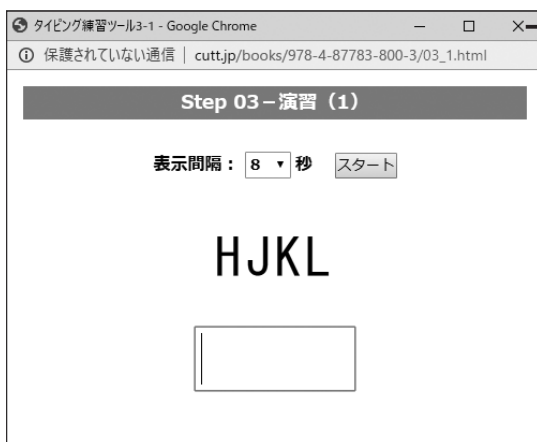 タイピング練習ツール3-1 - Google Chrome
保護されていない通信 | cutt.jp/books/978-4-87783-800-3/03_1.html
Step 03－演習（1）
表示間隔： 8 秒 スタート
HJKL